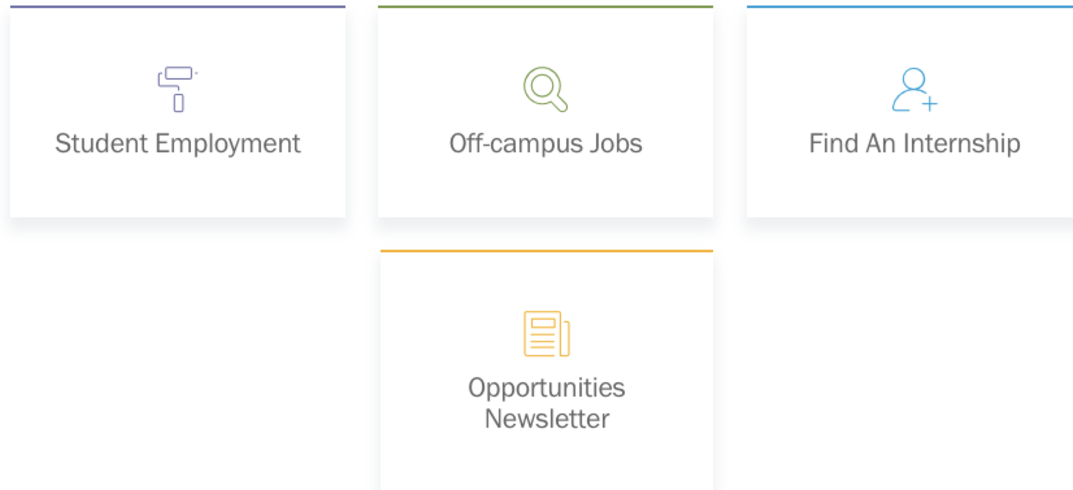 Student Employment
Off-campus Jobs
Find An Internship
Opportunities
Newsletter